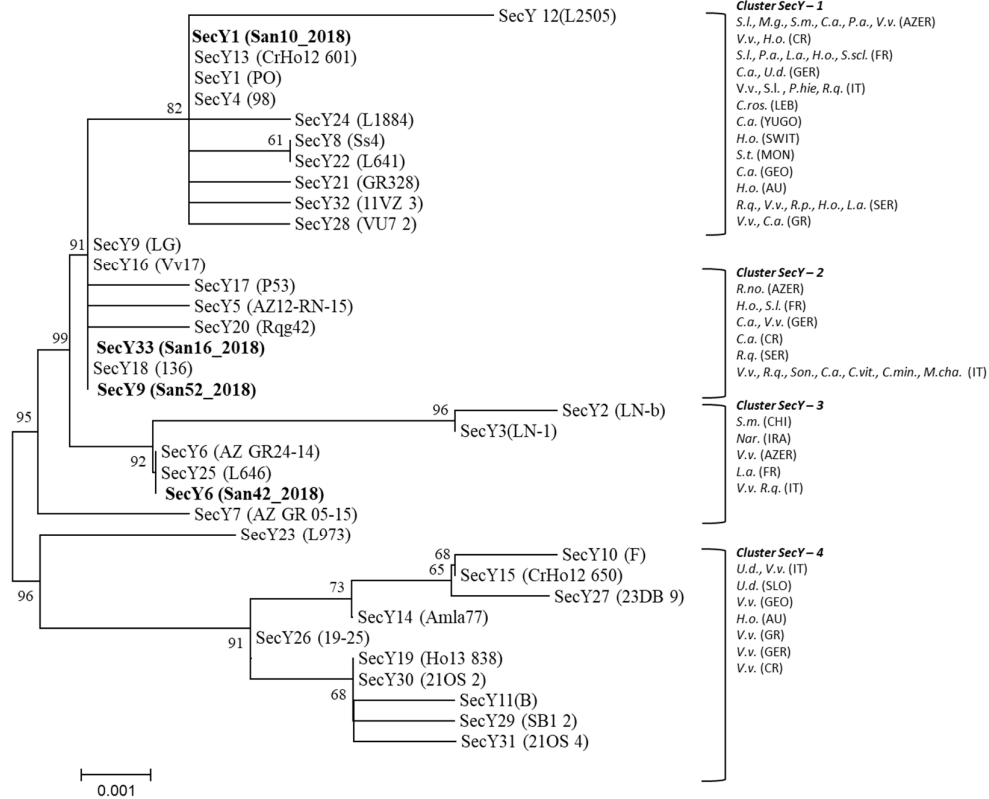 SecY 12(L2505)
SecY1 (San10_2018)
SecY13 (CrHo12 601)
SecY1 (PO)
SecY4 (98)
82
SecY24 (L1884)
61
SecY8 (Ss4)
SecY22 (L641)
SecY21 (GR328)
SecY32 (11VZ 3)
SecY28 (VU7 2)
91
SecY9 (LG)
SecY16 (Vv17)
SecY17 (P53)
SecY5 (AZ12-RN-15)
SecY20 (Rqg42)
99
SecY33 (San16_2018)
SecY18 (136)
SecY9 (San52_2018)
95
96
SecY2 (LN-b)
SecY3(LN-1)
92
SecY6 (AZ GR24-14)
SecY25 (L646)
SecY6 (San42_2018)
SecY7 (AZ GR 05-15)
SecY23 (L973)
96
68
SecY10 (F)
65
SecY15 (CrHo12 650)
73
SecY27 (23DB 9)
SecY14 (Amla77)
91
SecY26 (19-25)
SecY19 (Ho13 838)
SecY30 (21OS 2)
68
SecY11(B)
SecY29 (SB1 2)
SecY31 (21OS 4)
0.001
Cluster SecY – 1
S.l., M.g., S.m., C.a., P.a., V.v. (AZER)
V.v., H.o. (CR)
S.l., P.a., L.a., H.o., S.scl. (FR)
C.a., U.d. (GER)
V.v., S.l. , P.hie, R.q. (IT)
C.ros. (LEB)
C.a. (YUGO)
H.o. (SWIT)
S.t. (MON)
C.a. (GEO)
H.o. (AU)
R.q., V.v., R.p., H.o., L.a. (SER)
V.v., C.a. (GR)
Cluster SecY – 2
R.no. (AZER)
H.o., S.l. (FR)
C.a., V.v. (GER)
C.a. (CR)
R.q. (SER)
V.v., R.q., Son., C.a., C.vit., C.min., M.cha. (IT)
Cluster SecY – 3
S.m. (CHI)
Nar. (IRA)
V.v. (AZER)
L.a. (FR)
V.v. R.q. (IT)
Cluster SecY – 4
U.d., V.v. (IT)
U.d. (SLO)
V.v. (GEO)
H.o. (AU)
V.v. (GR)
V.v. (GER)
V.v. (CR)